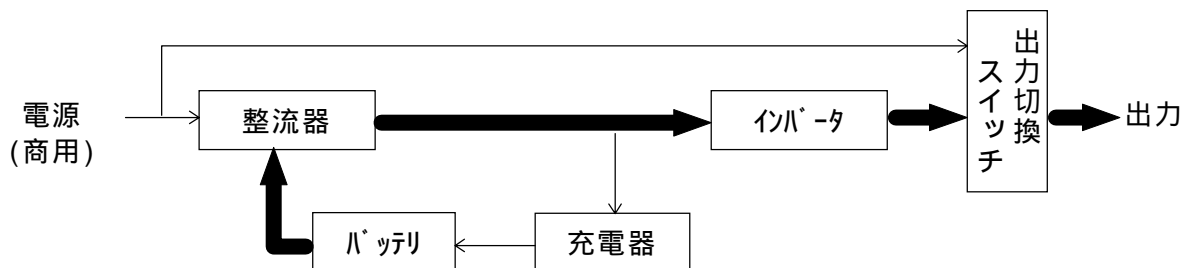 電源
(商用)
整流器
ｲﾝﾊﾞｰﾀ
出力切換
スイッチ
出力
ﾊﾞｯﾃﾘ
充電器